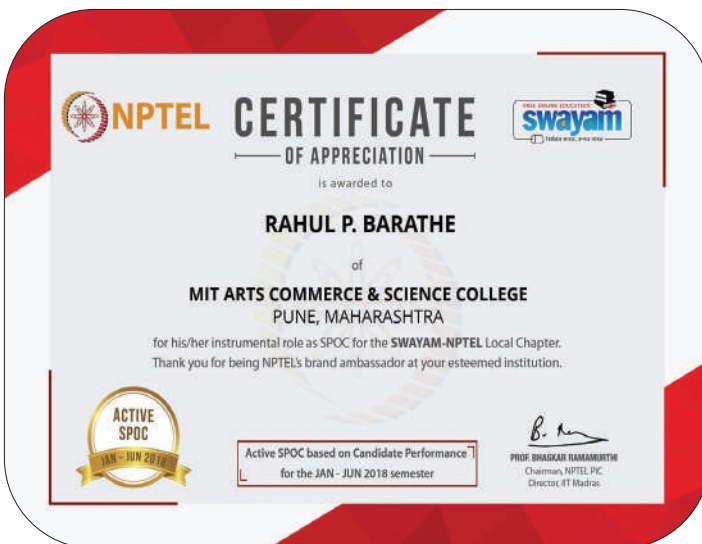 NPTEL
CERTIFICATE
OF APPRECIATION
FREE ONLINE EDUCATION
swayam
is awarded to
RAHUL P. BARATHE
of
MIT ARTS COMMERCE & SCIENCE COLLEGE
PUNE, MAHARASHTRA
for his/her instrumental role as SPOC for the SWAYAM-NPTEL Local Chapter.
Thank you for being NPTEL's brand ambassador at your esteemed institution.
ACTIVE
SPOC
JAN - JUN 2018
Active SPOC based on Candidate Performance
for the JAN - JUN 2018 semester
PROF. BHASKAR RAMAMURTHI
Chairman, NPTEL PIC
Director, IIT Madras